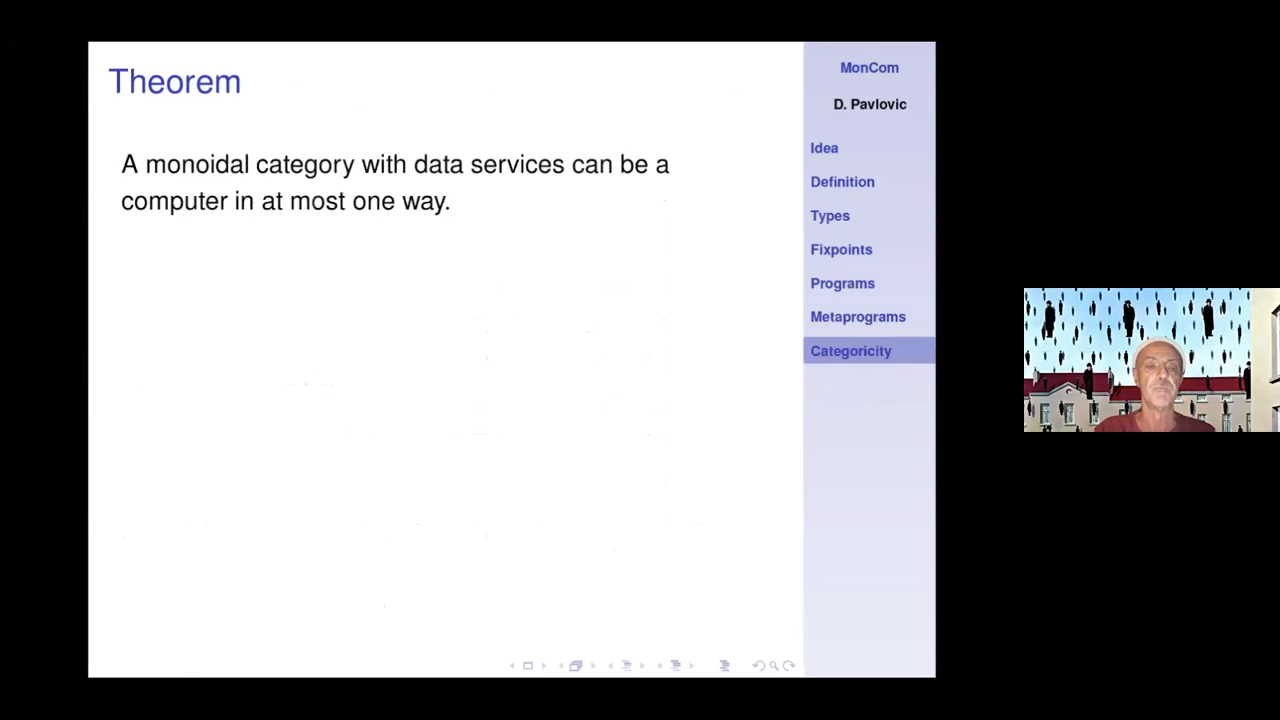 Theorem
A monoidal category with data services can be a
computer in at most one way.
MonCom
D. Pavlovic
Idea
Definition
Types
Fixpoints
Programs
Metaprograms
Categoricity